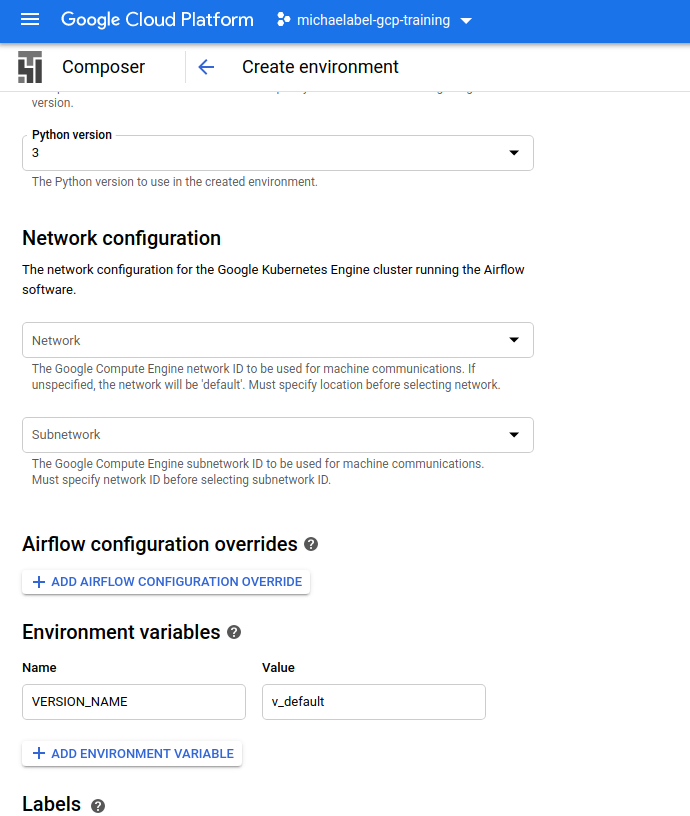 Google Cloud Platform
michaelabel-gcp-training
Composer
Create environment
version.
Python version
3
The Python version to use in the created environment.
Network configuration
The network configuration for the Google Kubernetes Engine cluster running the Airflow
software.
Network
The Google Compute Engine network ID to be used for machine communications. If
unspecified, the network will be 'default'. Must specify location before selecting network.
Subnetwork
The Google Compute Engine subnetwork ID to be used for machine communications.
Must specify network ID before selecting subnetwork ID.
Airflow configuration overrides ?
+ ADD AIRFLOW CONFIGURATION OVERRIDE
Environment variables ?
Name Value
VERSION_NAME v_default
+ ADD ENVIRONMENT VARIABLE
Labels ?